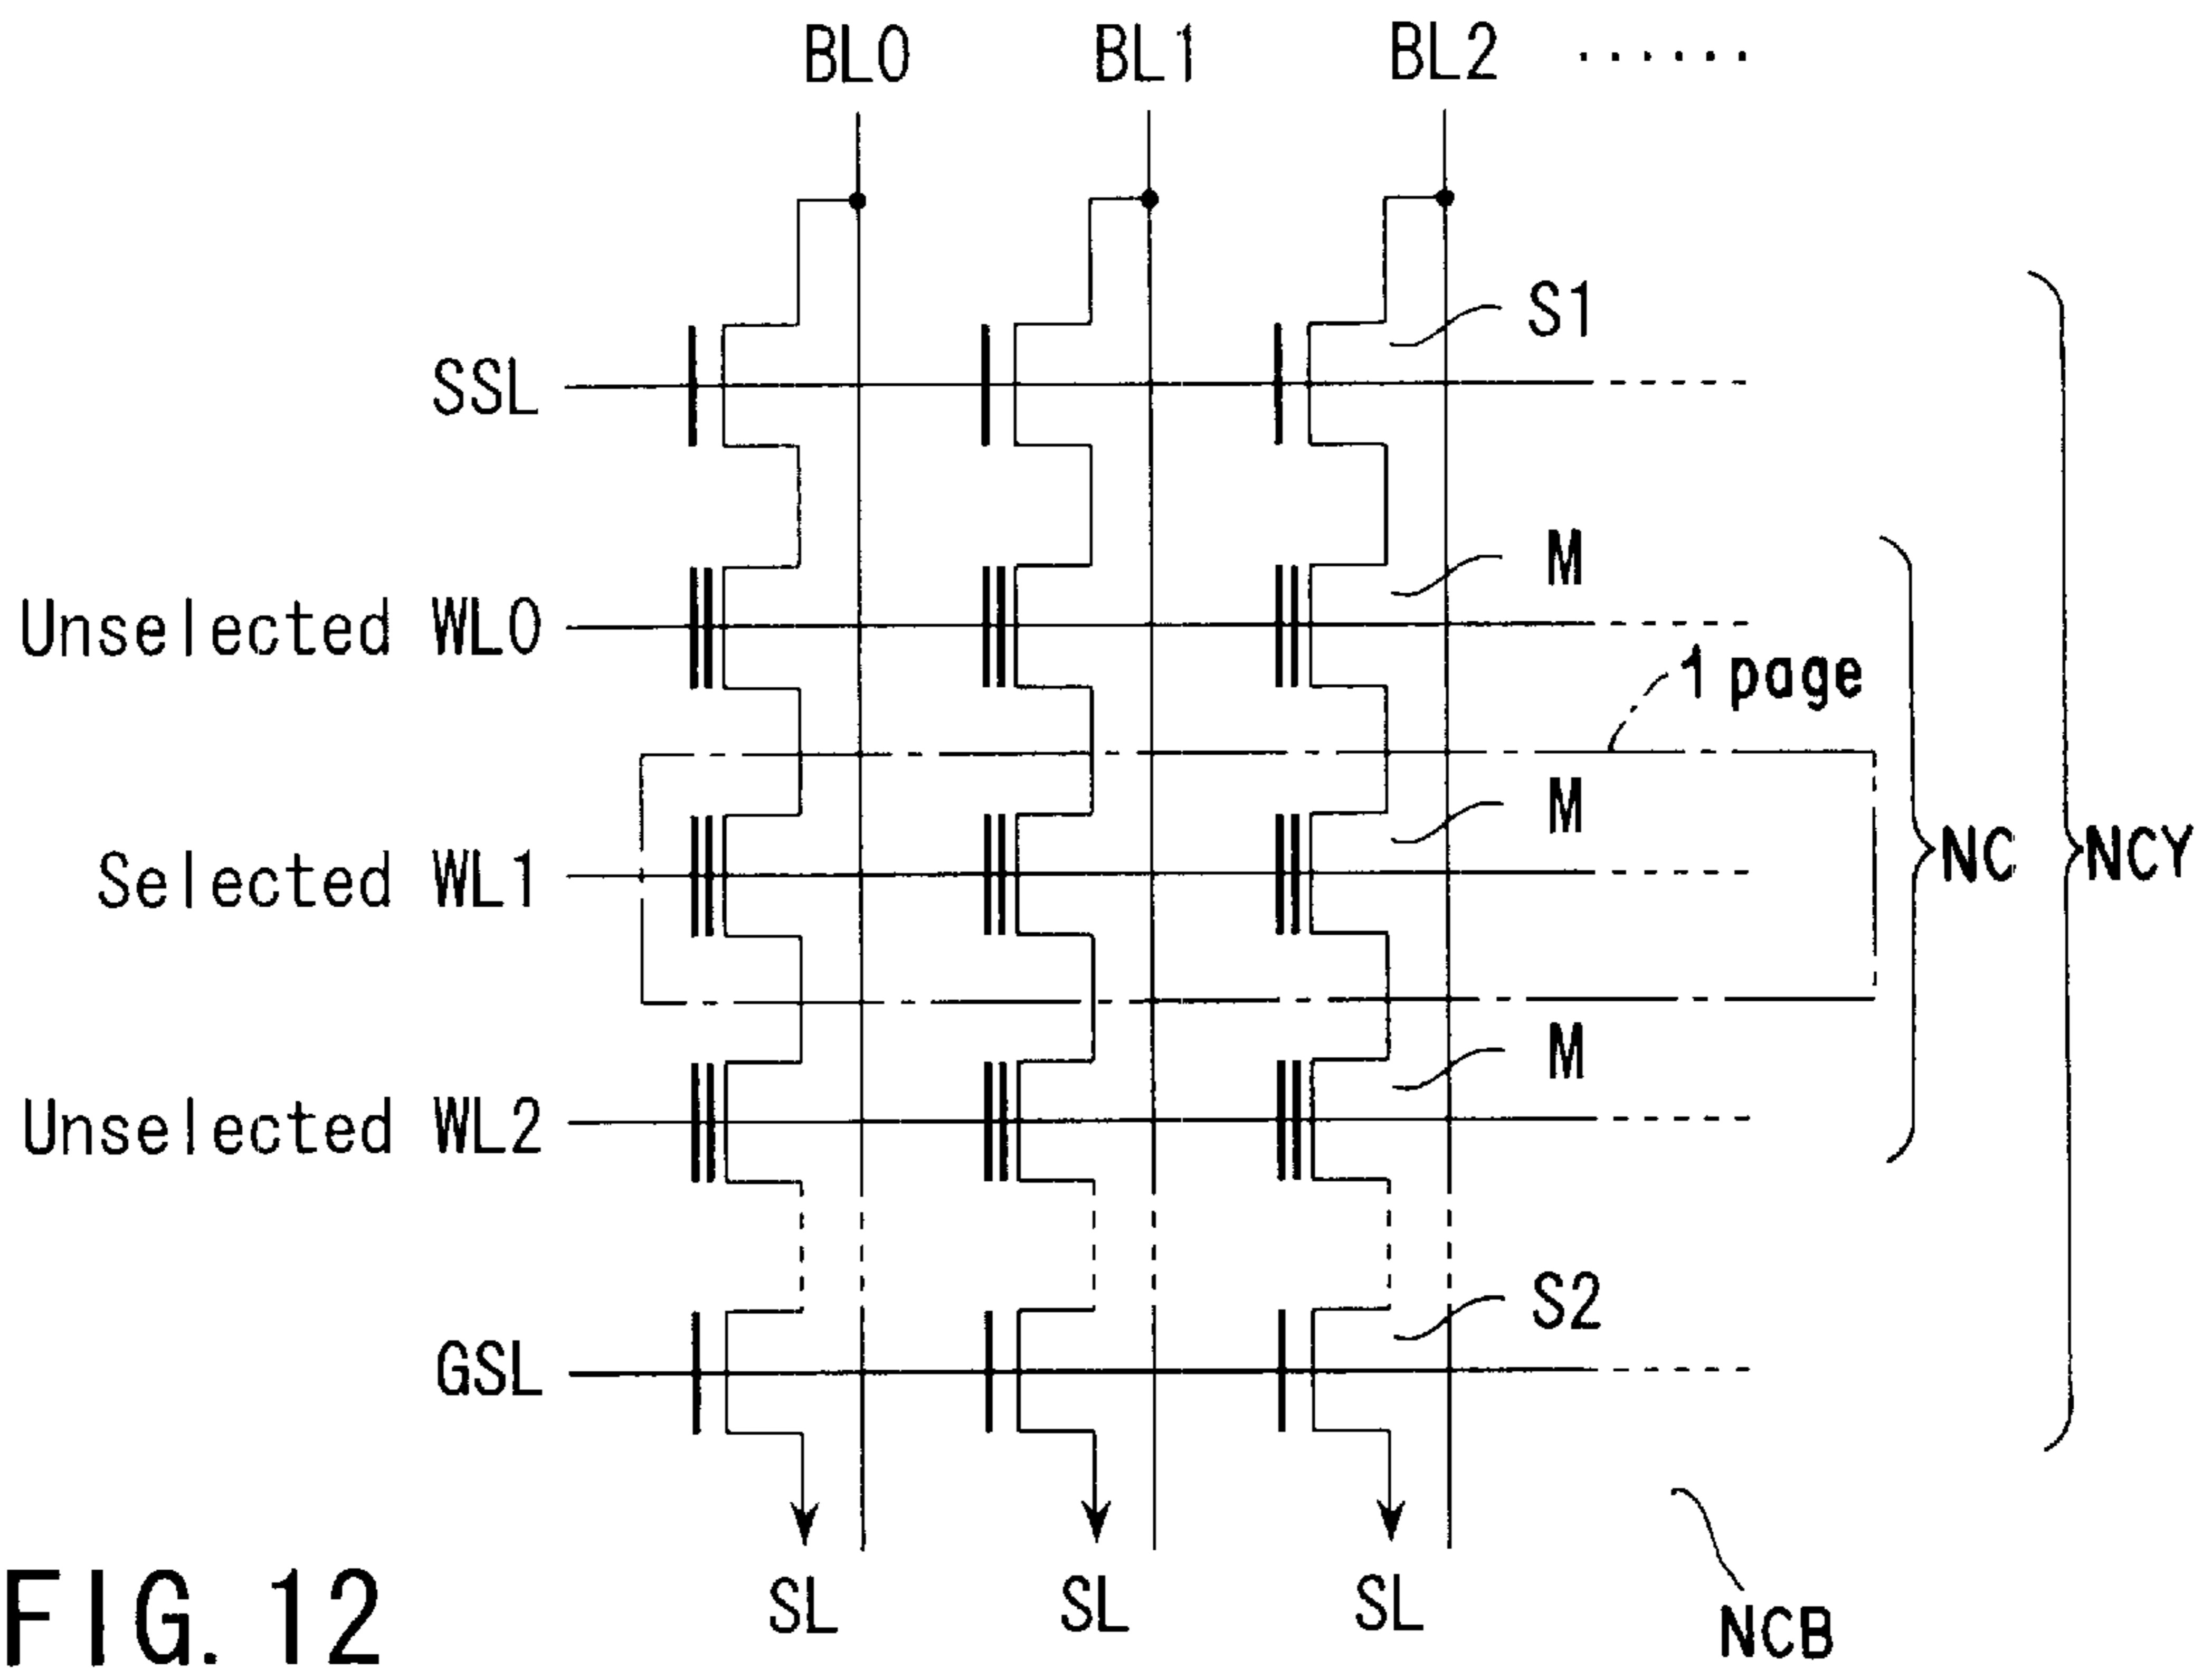 BL0 BL1 BL2 ······
S1
SSL
M
Unselected WL0
1 page
M
Selected WL1
NC
NCY
M
Unselected WL2
S2
GSL
SL SL SL
NCB
FIG. 12